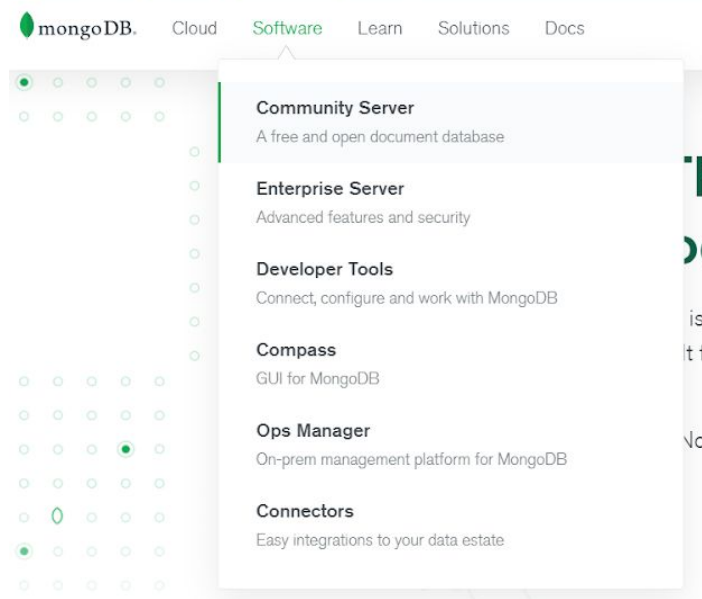 mongoDB.
Cloud Software Learn Solutions Docs
Community Server
A free and open document database
Enterprise Server
Advanced features and security
Developer Tools
Connect, configure and work with MongoDB
is
Compass
GUI for MongoDB
Ops Manager
On-prem management platform for MongoDB
Connectors
Easy integrations to your data estate